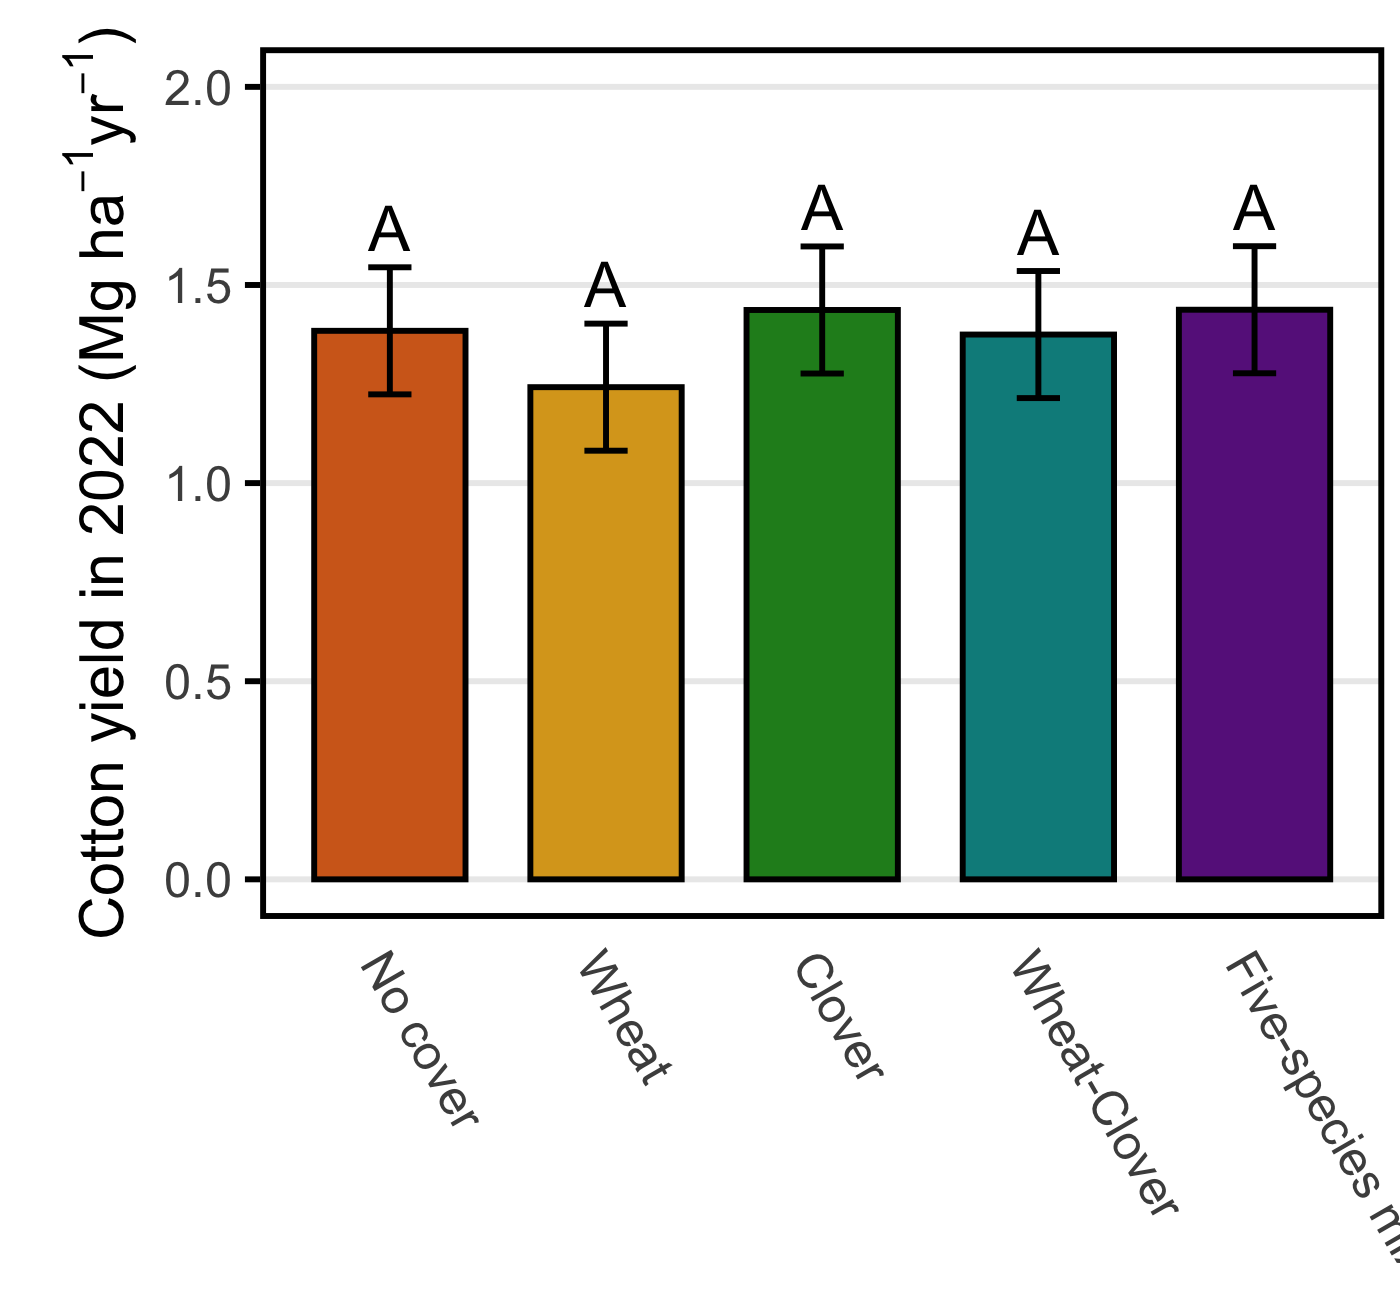 Cotton yield in 2022 (Mg ha⁻¹yr⁻¹)
2.0
1.5
1.0
0.5
0.0
A
A
A
A
A
No cover
Wheat
Clover
Wheat-Clover
Five-species